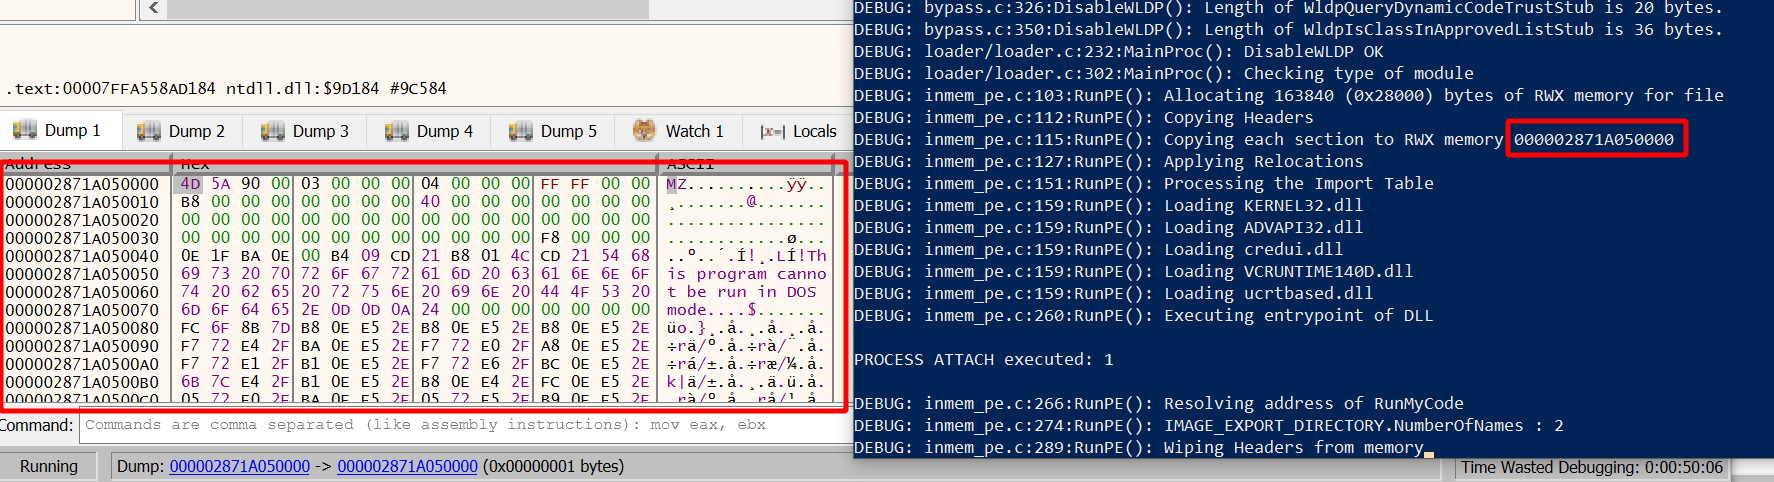 .text:00007FFA558AD184 ntdll.dll:$9D184 #9C584
Dump 1 Dump 2 Dump 3 Dump 4 Dump 5 Watch 1 [x=] Locals
Address Hex ASCII
000002871A050000 4D 5A 90 00 03 00 00 00 04 00 00 00 FF FF 00 00 MZ..........ÿÿ..
000002871A050010 B8 00 00 00 00 00 00 00 40 00 00 00 00 00 00 00 ¸.......@.......
000002871A050020 00 00 00 00 00 00 00 00 00 00 00 00 00 00 00 00 ................
000002871A050030 00 00 00 00 00 00 00 00 00 00 00 00 F8 00 00 00 ............ø...
000002871A050040 0E 1F BA 0E 00 B4 09 CD 21 B8 01 4C CD 21 54 68 ..º..´.Í!¸.LÍ!Th
000002871A050050 69 73 20 70 72 6F 67 72 61 6D 20 63 61 6E 6E 6F is program canno
000002871A050060 74 20 62 65 20 72 75 6E 20 69 6E 20 44 4F 53 20 t be run in DOS
000002871A050070 6D 6F 64 65 2E 0D 0D 0A 24 00 00 00 00 00 00 00 mode....$.......
000002871A050080 FC 6F 8B 7D B8 0E E5 2E B8 0E E5 2E B8 0E E5 2E üo.}¸.å.¸.å.¸.å.
000002871A050090 F7 72 E4 2F BA 0E E5 2E F7 72 E0 2F A8 0E E5 2E ÷rä/º.å.÷rà/¨.å.
000002871A0500A0 F7 72 E1 2F B1 0E E5 2E F7 72 E6 2F BC 0E E5 2E ÷rá/±.å.÷ræ/¼.å.
000002871A0500B0 6B 7C E4 2F B1 0E E5 2E B8 0E E4 2E FC 0E E5 2E k|ä/±.å.¸.ä.ü.å.
000002871A0500C0 05 72 E0 2F BA 0E E5 2E 05 72 E5 2F B9 0E E5 2E .rà/º.å..rå/¹.å.
Command: Commands are comma separated (like assembly instructions): mov eax, ebx
Running Dump: 000002871A050000 -> 000002871A050000 (0x00000001 bytes) Time Wasted Debugging: 0:00:50:06
DEBUG: bypass.c:326:DisableWLDP(): Length of WldpQueryDynamicCodeTrustStub is 20 bytes.
DEBUG: bypass.c:350:DisableWLDP(): Length of WldpIsClassInApprovedListStub is 36 bytes.
DEBUG: loader/loader.c:232:MainProc(): DisableWLDP OK
DEBUG: loader/loader.c:302:MainProc(): Checking type of module
DEBUG: inmem_pe.c:103:RunPE(): Allocating 163840 (0x28000) bytes of RWX memory for file
DEBUG: inmem_pe.c:112:RunPE(): Copying Headers
DEBUG: inmem_pe.c:115:RunPE(): Copying each section to RWX memory 000002871A050000
DEBUG: inmem_pe.c:127:RunPE(): Applying Relocations
DEBUG: inmem_pe.c:151:RunPE(): Processing the Import Table
DEBUG: inmem_pe.c:159:RunPE(): Loading KERNEL32.dll
DEBUG: inmem_pe.c:159:RunPE(): Loading ADVAPI32.dll
DEBUG: inmem_pe.c:159:RunPE(): Loading credui.dll
DEBUG: inmem_pe.c:159:RunPE(): Loading VCRUNTIME140D.dll
DEBUG: inmem_pe.c:159:RunPE(): Loading ucrtbased.dll
DEBUG: inmem_pe.c:260:RunPE(): Executing entrypoint of DLL
PROCESS ATTACH executed: 1
DEBUG: inmem_pe.c:266:RunPE(): Resolving address of RunMyCode
DEBUG: inmem_pe.c:274:RunPE(): IMAGE_EXPORT_DIRECTORY.NumberOfNames : 2
DEBUG: inmem_pe.c:289:RunPE(): Wiping Headers from memory